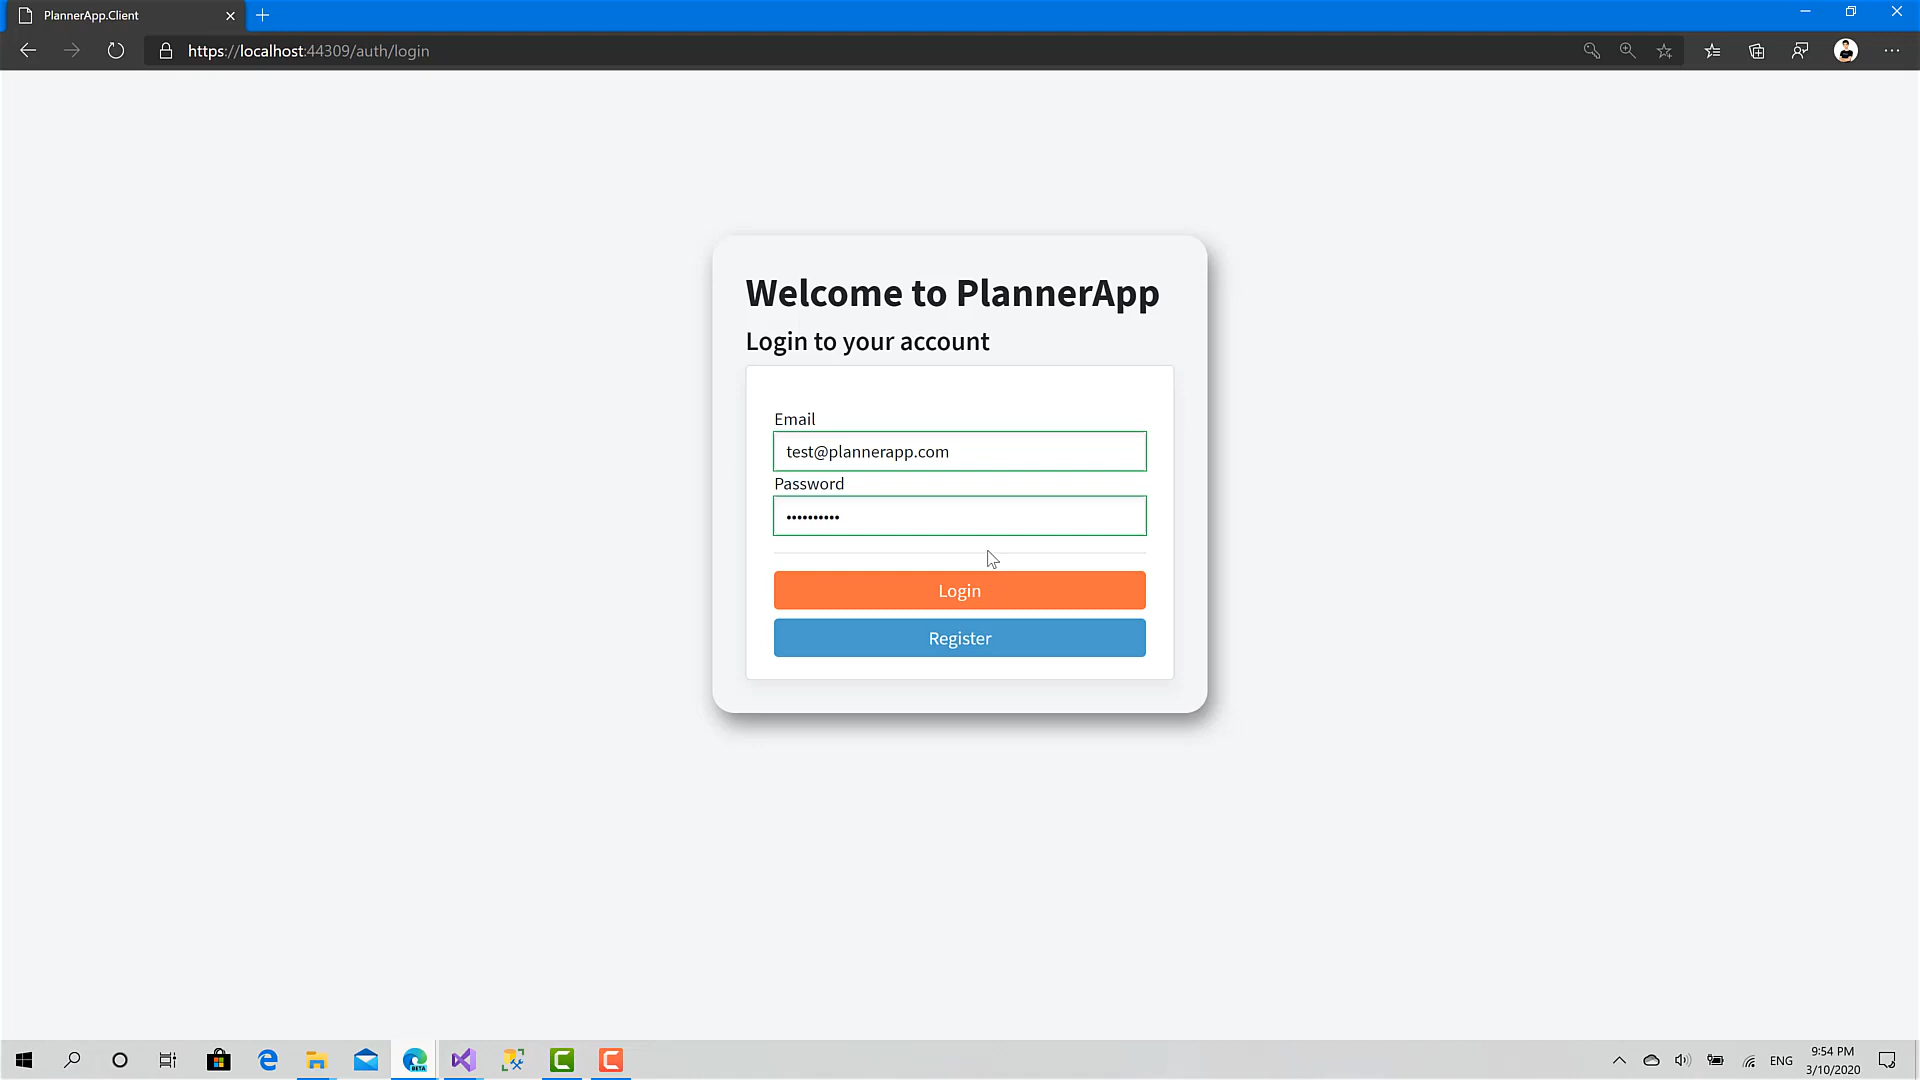 PlannerApp.Client
https://localhost:44309/auth/login
Welcome to PlannerApp
Login to your account
Email
test@plannerapp.com
Password
••••••••••
Login
Register
BETA
ENG
9:54 PM
3/10/2020